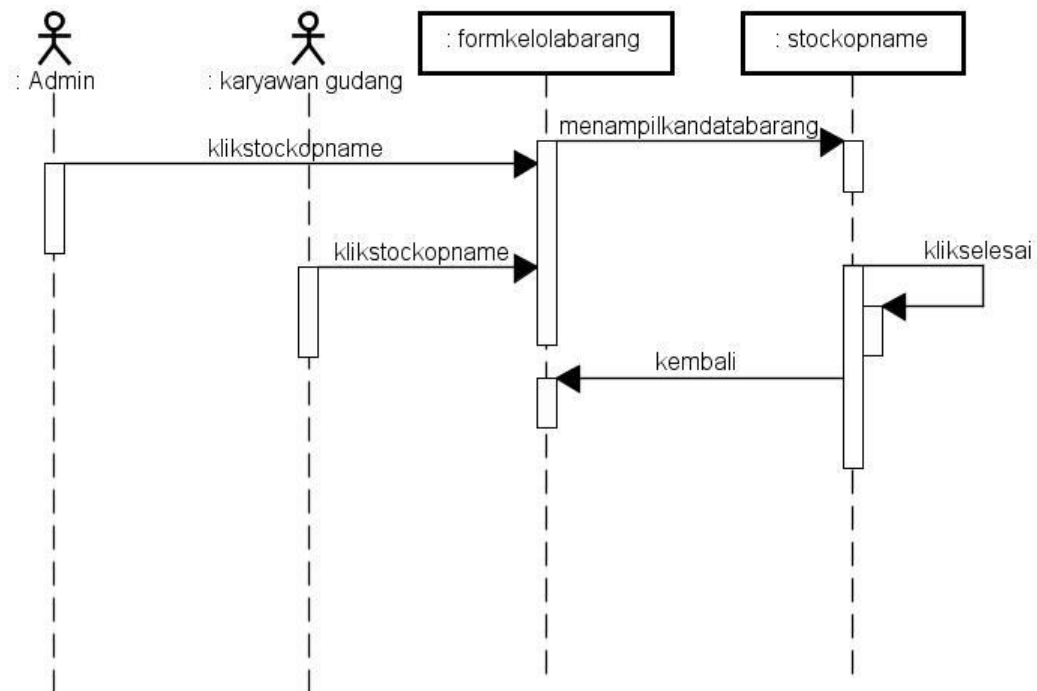 : Admin
: karyawan gudang
: formkelolabarang
: stockopname
menampilkandatabarang
klikstockopname
klikstockopname
klikselesai
kembali